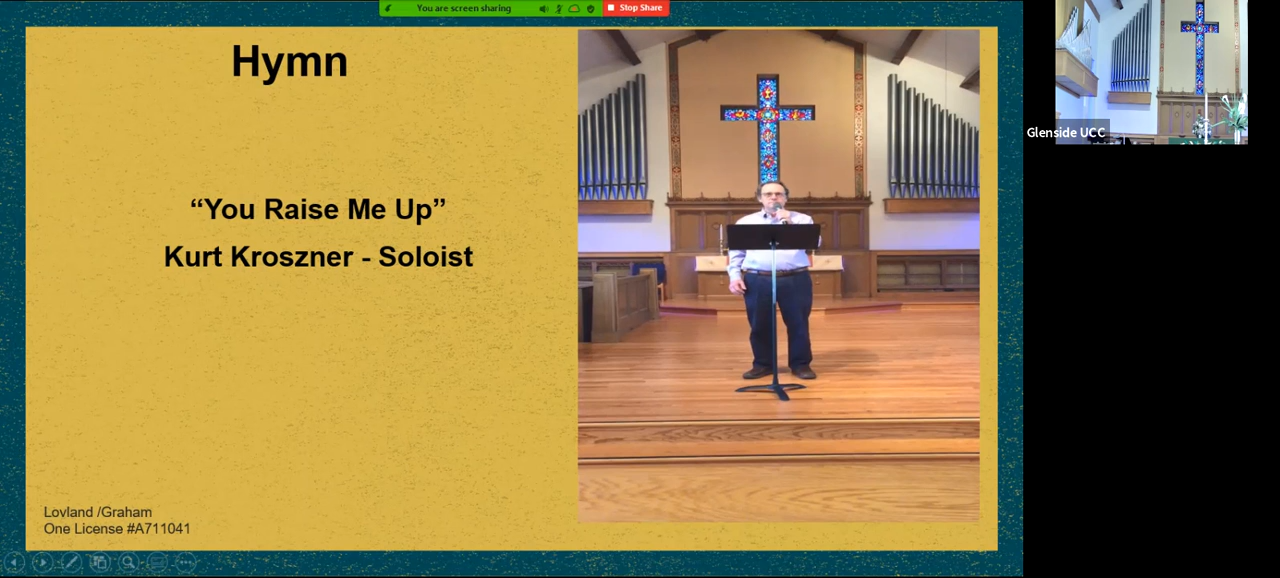 You are screen sharing
Stop Share
Hymn
“You Raise Me Up”
Kurt Kroszner - Soloist
Lovland /Graham
One License #A711041
Glenside UCC